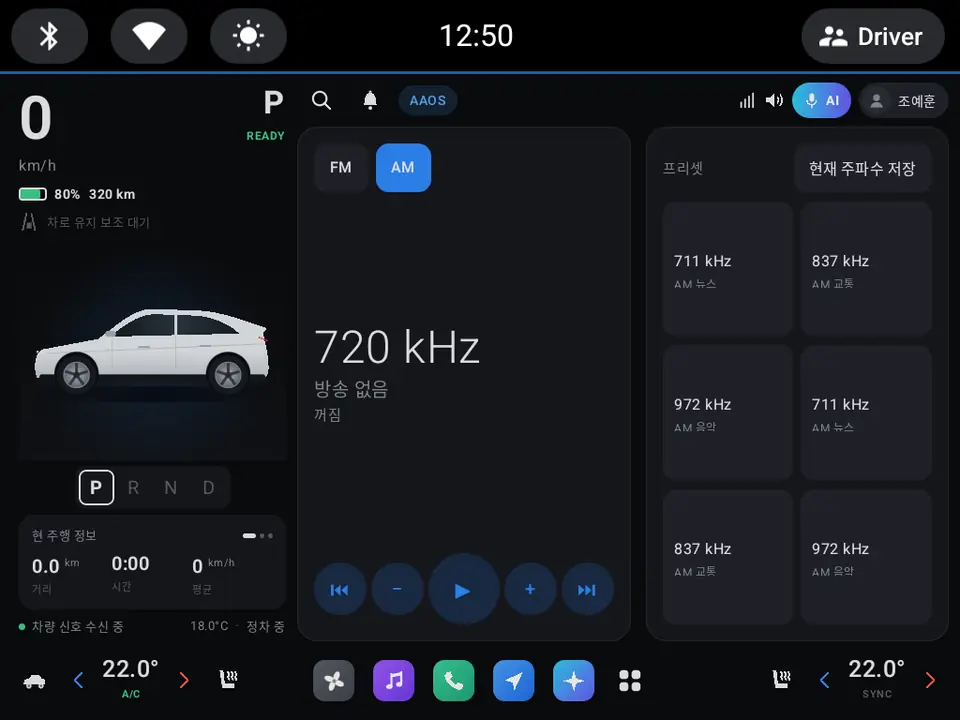 12:50
Driver
0
P
READY
km/h
80% 320 km
차로 유지 보조 대기
P R N D
현 주행 정보
0.0 km
거리
0:00
시간
0 km/h
평균
차량 신호 수신 중
18.0°C · 정차 중
AAOS
AI
조예훈
FM
AM
720 kHz
방송 없음
꺼짐
프리셋
현재 주파수 저장
711 kHz
AM 뉴스
837 kHz
AM 교통
972 kHz
AM 음악
711 kHz
AM 뉴스
837 kHz
AM 교통
972 kHz
AM 음악
22.0°
A/C
22.0°
SYNC